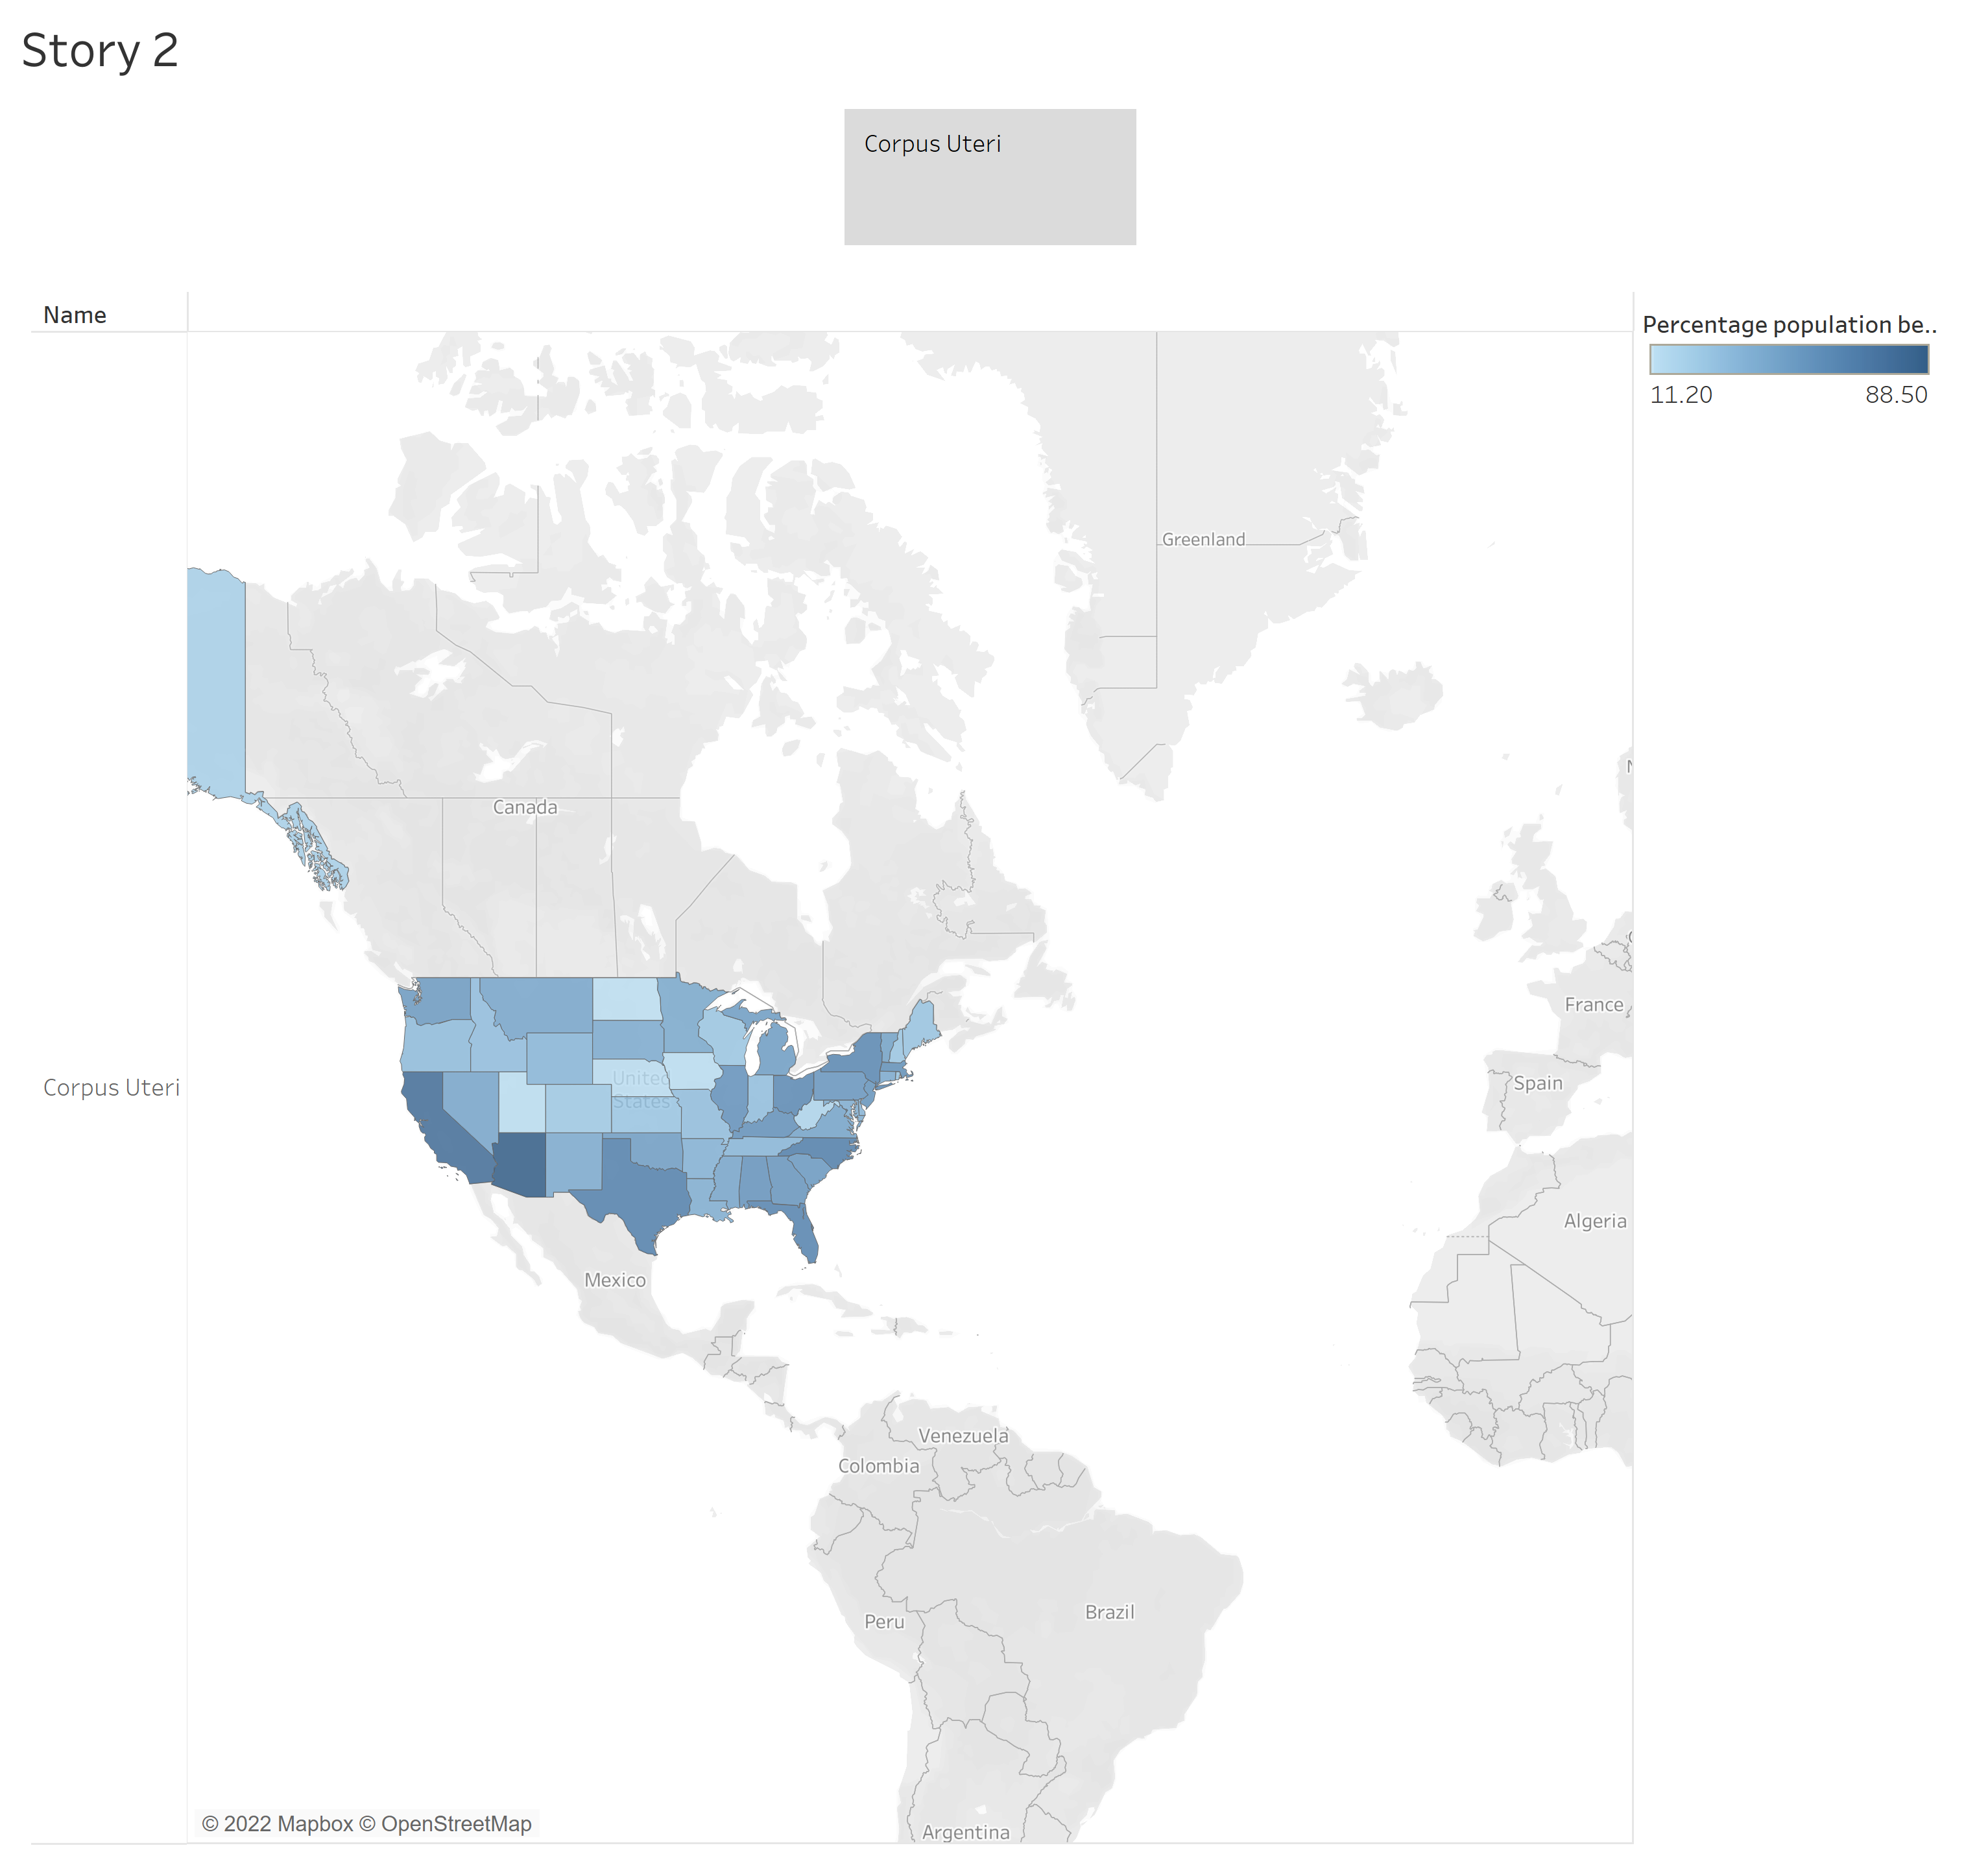 Story 2
Corpus Uteri
Name
Percentage population be..
11.20
88.50
Greenland
Canada
France
United
States
Spain
Corpus Uteri
Algeria
Mexico
Venezuela
Colombia
Brazil
Peru
Argentina
© 2022 Mapbox © OpenStreetMap